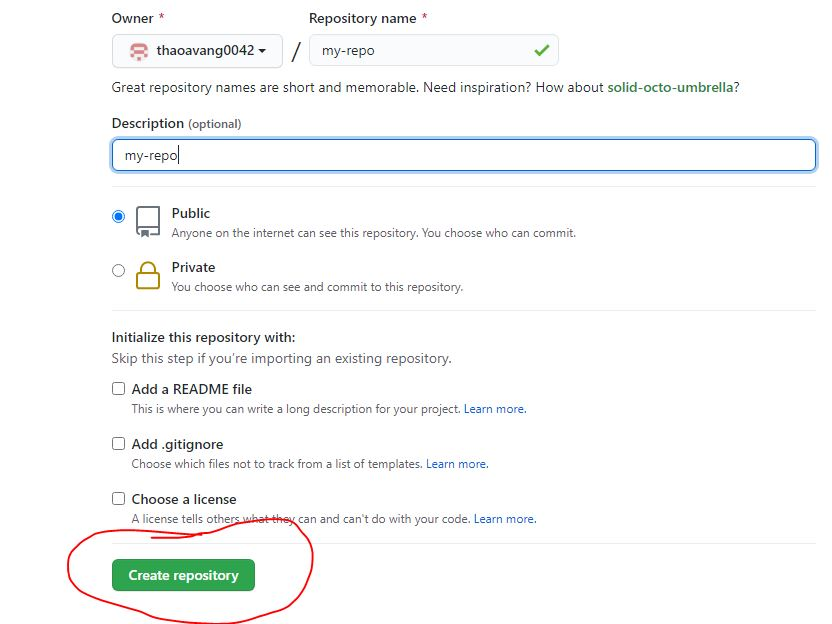 Owner * Repository name *
thaoavang0042 / my-repo
Great repository names are short and memorable. Need inspiration? How about solid-octo-umbrella?
Description (optional)
my-repo
Public
Anyone on the internet can see this repository. You choose who can commit.
Private
You choose who can see and commit to this repository.
Initialize this repository with:
Skip this step if you’re importing an existing repository.
Add a README file
This is where you can write a long description for your project. Learn more.
Add .gitignore
Choose which files not to track from a list of templates. Learn more.
Choose a license
A license tells others what they can and can't do with your code. Learn more.
Create repository